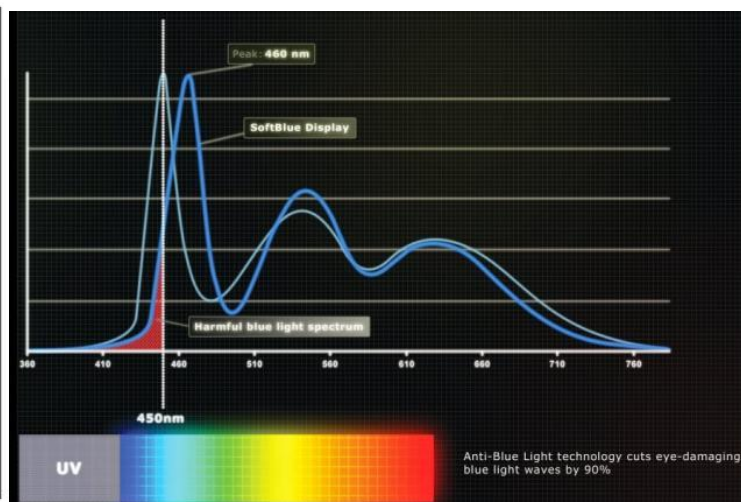 Peak: 460 nm
SoftBlue Display
Harmful blue light spectrum
360 410 460 510 560 610 660 710 760
450nm
UV
Anti-Blue Light technology cuts eye-damaging
blue light waves by 90%